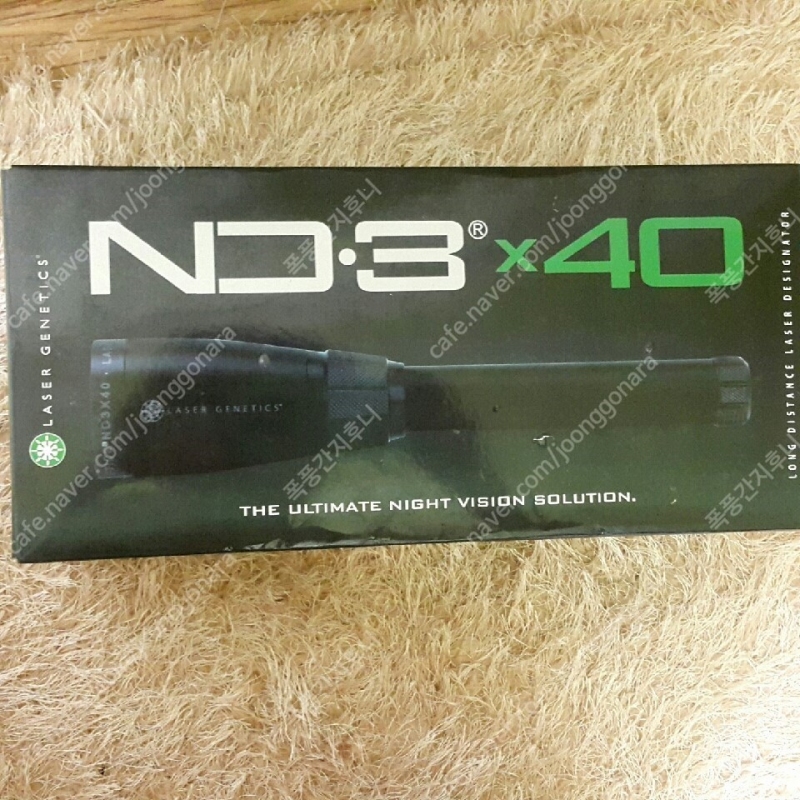 ND·3® x40
LASER GENETICS®
LONG DISTANCE LASER DESIGNATOR
ND3X40 · LA
LASER GENETICS®
THE ULTIMATE NIGHT VISION SOLUTION.
cafe.naver.com/joonggonara
폭풍간지후니